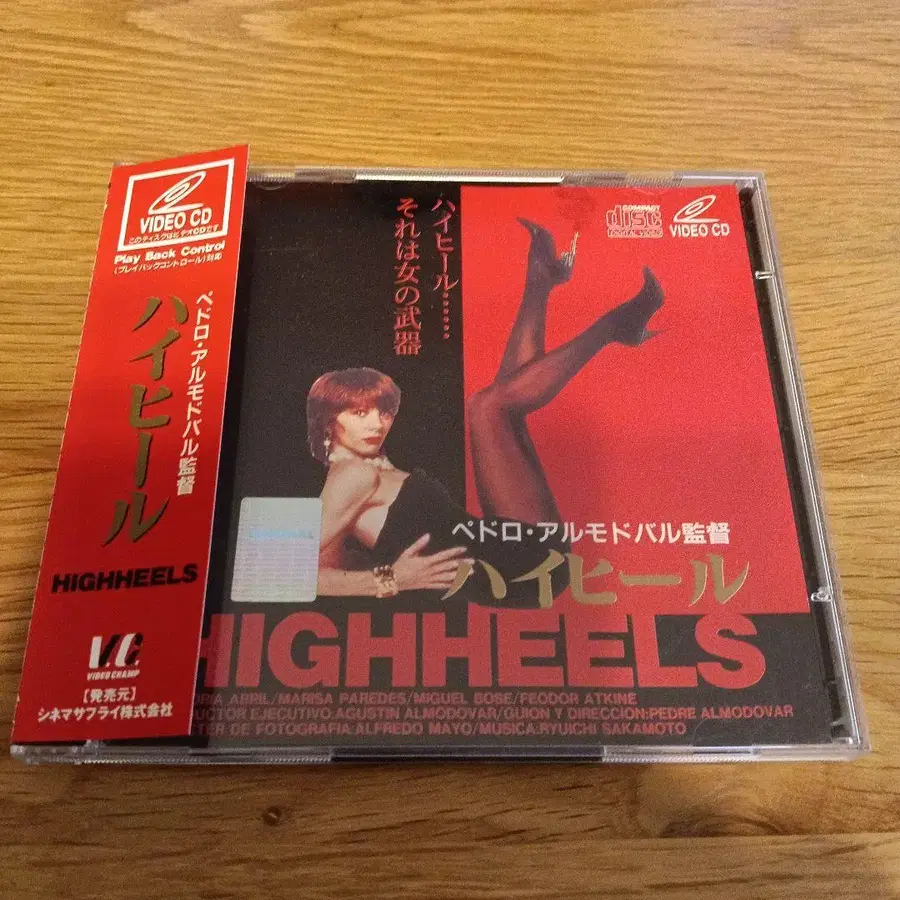 VIDEO CD
このディスクはビデオCDです
Play Back Control
(プレイバックコントロール)対応
ペドロ・アルモドバル監督
ハイヒール
HIGHHEELS
V.C
VIDEO CHAMP
【発売元】
シネマサプライ株式会社
ハイヒール……
それは女の武器
COMPACT
disc
DIGITAL VIDEO
VIDEO CD
ペドロ・アルモドバル監督
ハイヒール
HIGHHEELS
ORIA ABRIL/MARISA PAREDES/MIGUEL BOSE/FEODOR ATKINE
DUCTOR EJECUTIVO:AGUSTIN ALMODOVAR/GUION Y DIRECCION:PEDRE ALMODOVAR
TER DE FOTOGRAFIA:ALFREDO MAYO/MUSICA:RYUICHI SAKAMOTO